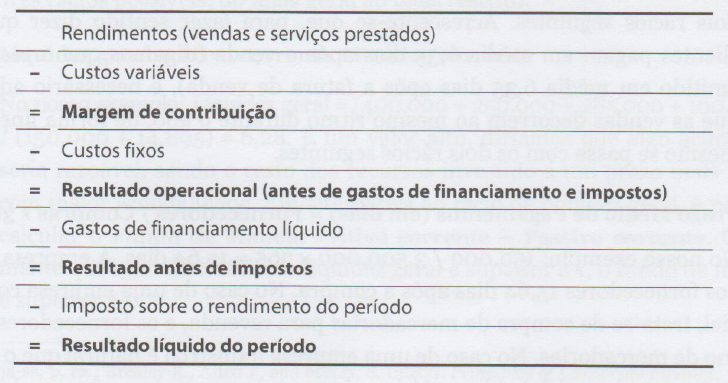 Rendimentos (vendas e serviços prestados)
– Custos variáveis
= Margem de contribuição
– Custos fixos
= Resultado operacional (antes de gastos de financiamento e impostos)
– Gastos de financiamento líquido
= Resultado antes de impostos
– Imposto sobre o rendimento do período
= Resultado líquido do período